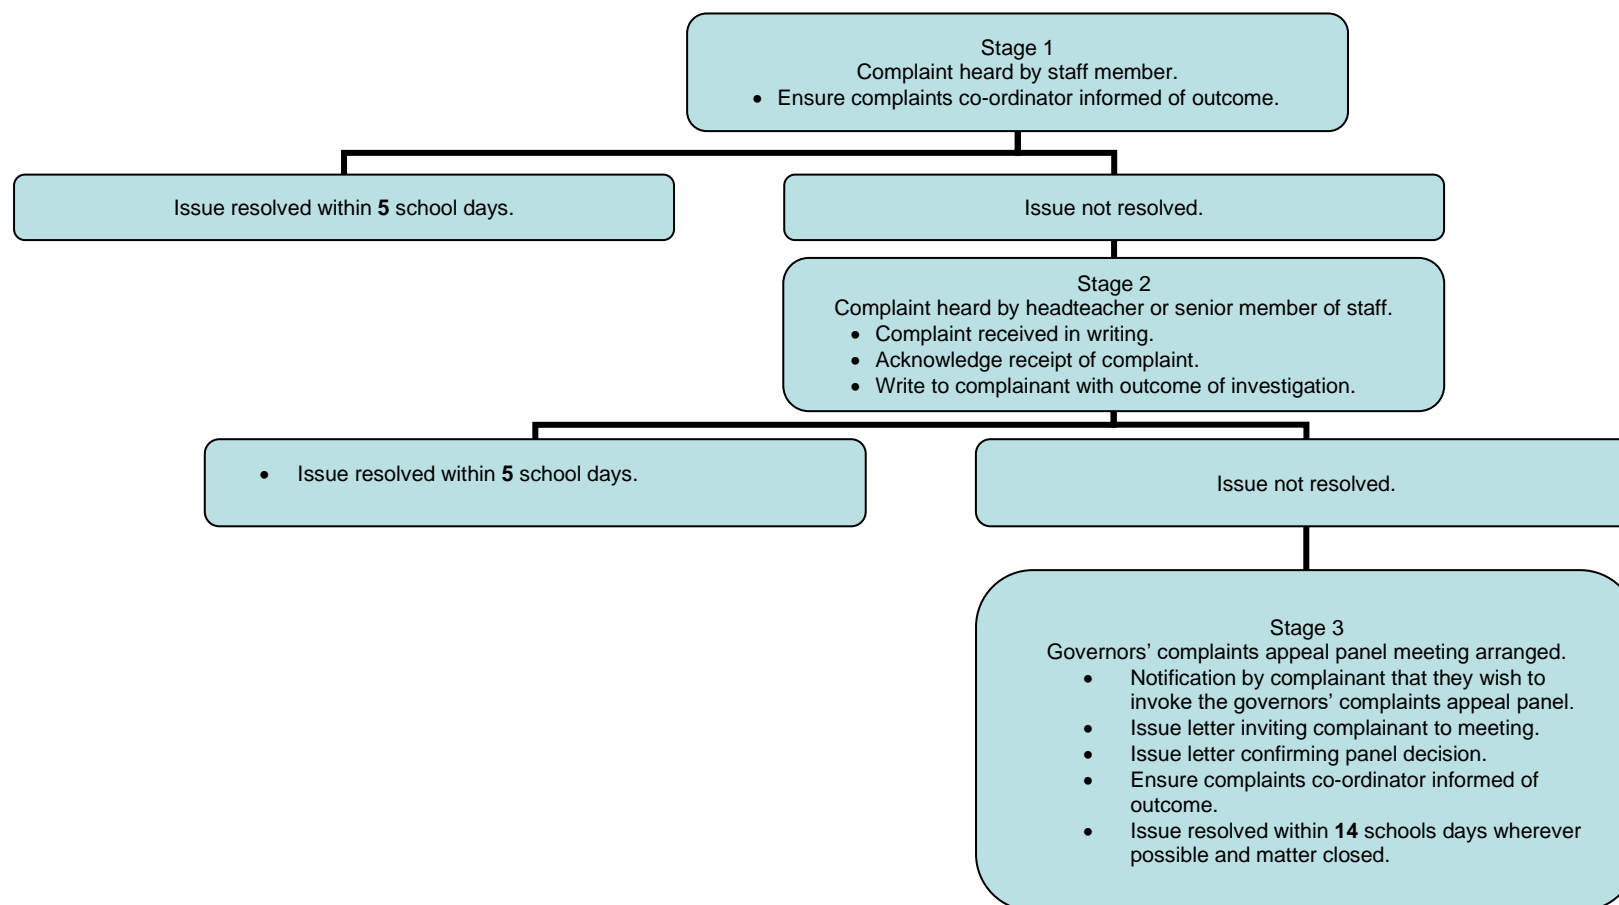 Stage 1
Complaint heard by staff member.
• Ensure complaints co-ordinator informed of outcome.
Issue resolved within 5 school days.
Issue not resolved.
Stage 2
Complaint heard by headteacher or senior member of staff.
• Complaint received in writing.
• Acknowledge receipt of complaint.
• Write to complainant with outcome of investigation.
• Issue resolved within 5 school days.
Issue not resolved.
Stage 3
Governors’ complaints appeal panel meeting arranged.
• Notification by complainant that they wish to
invoke the governors’ complaints appeal panel.
• Issue letter inviting complainant to meeting.
• Issue letter confirming panel decision.
• Ensure complaints co-ordinator informed of
outcome.
• Issue resolved within 14 schools days wherever
possible and matter closed.